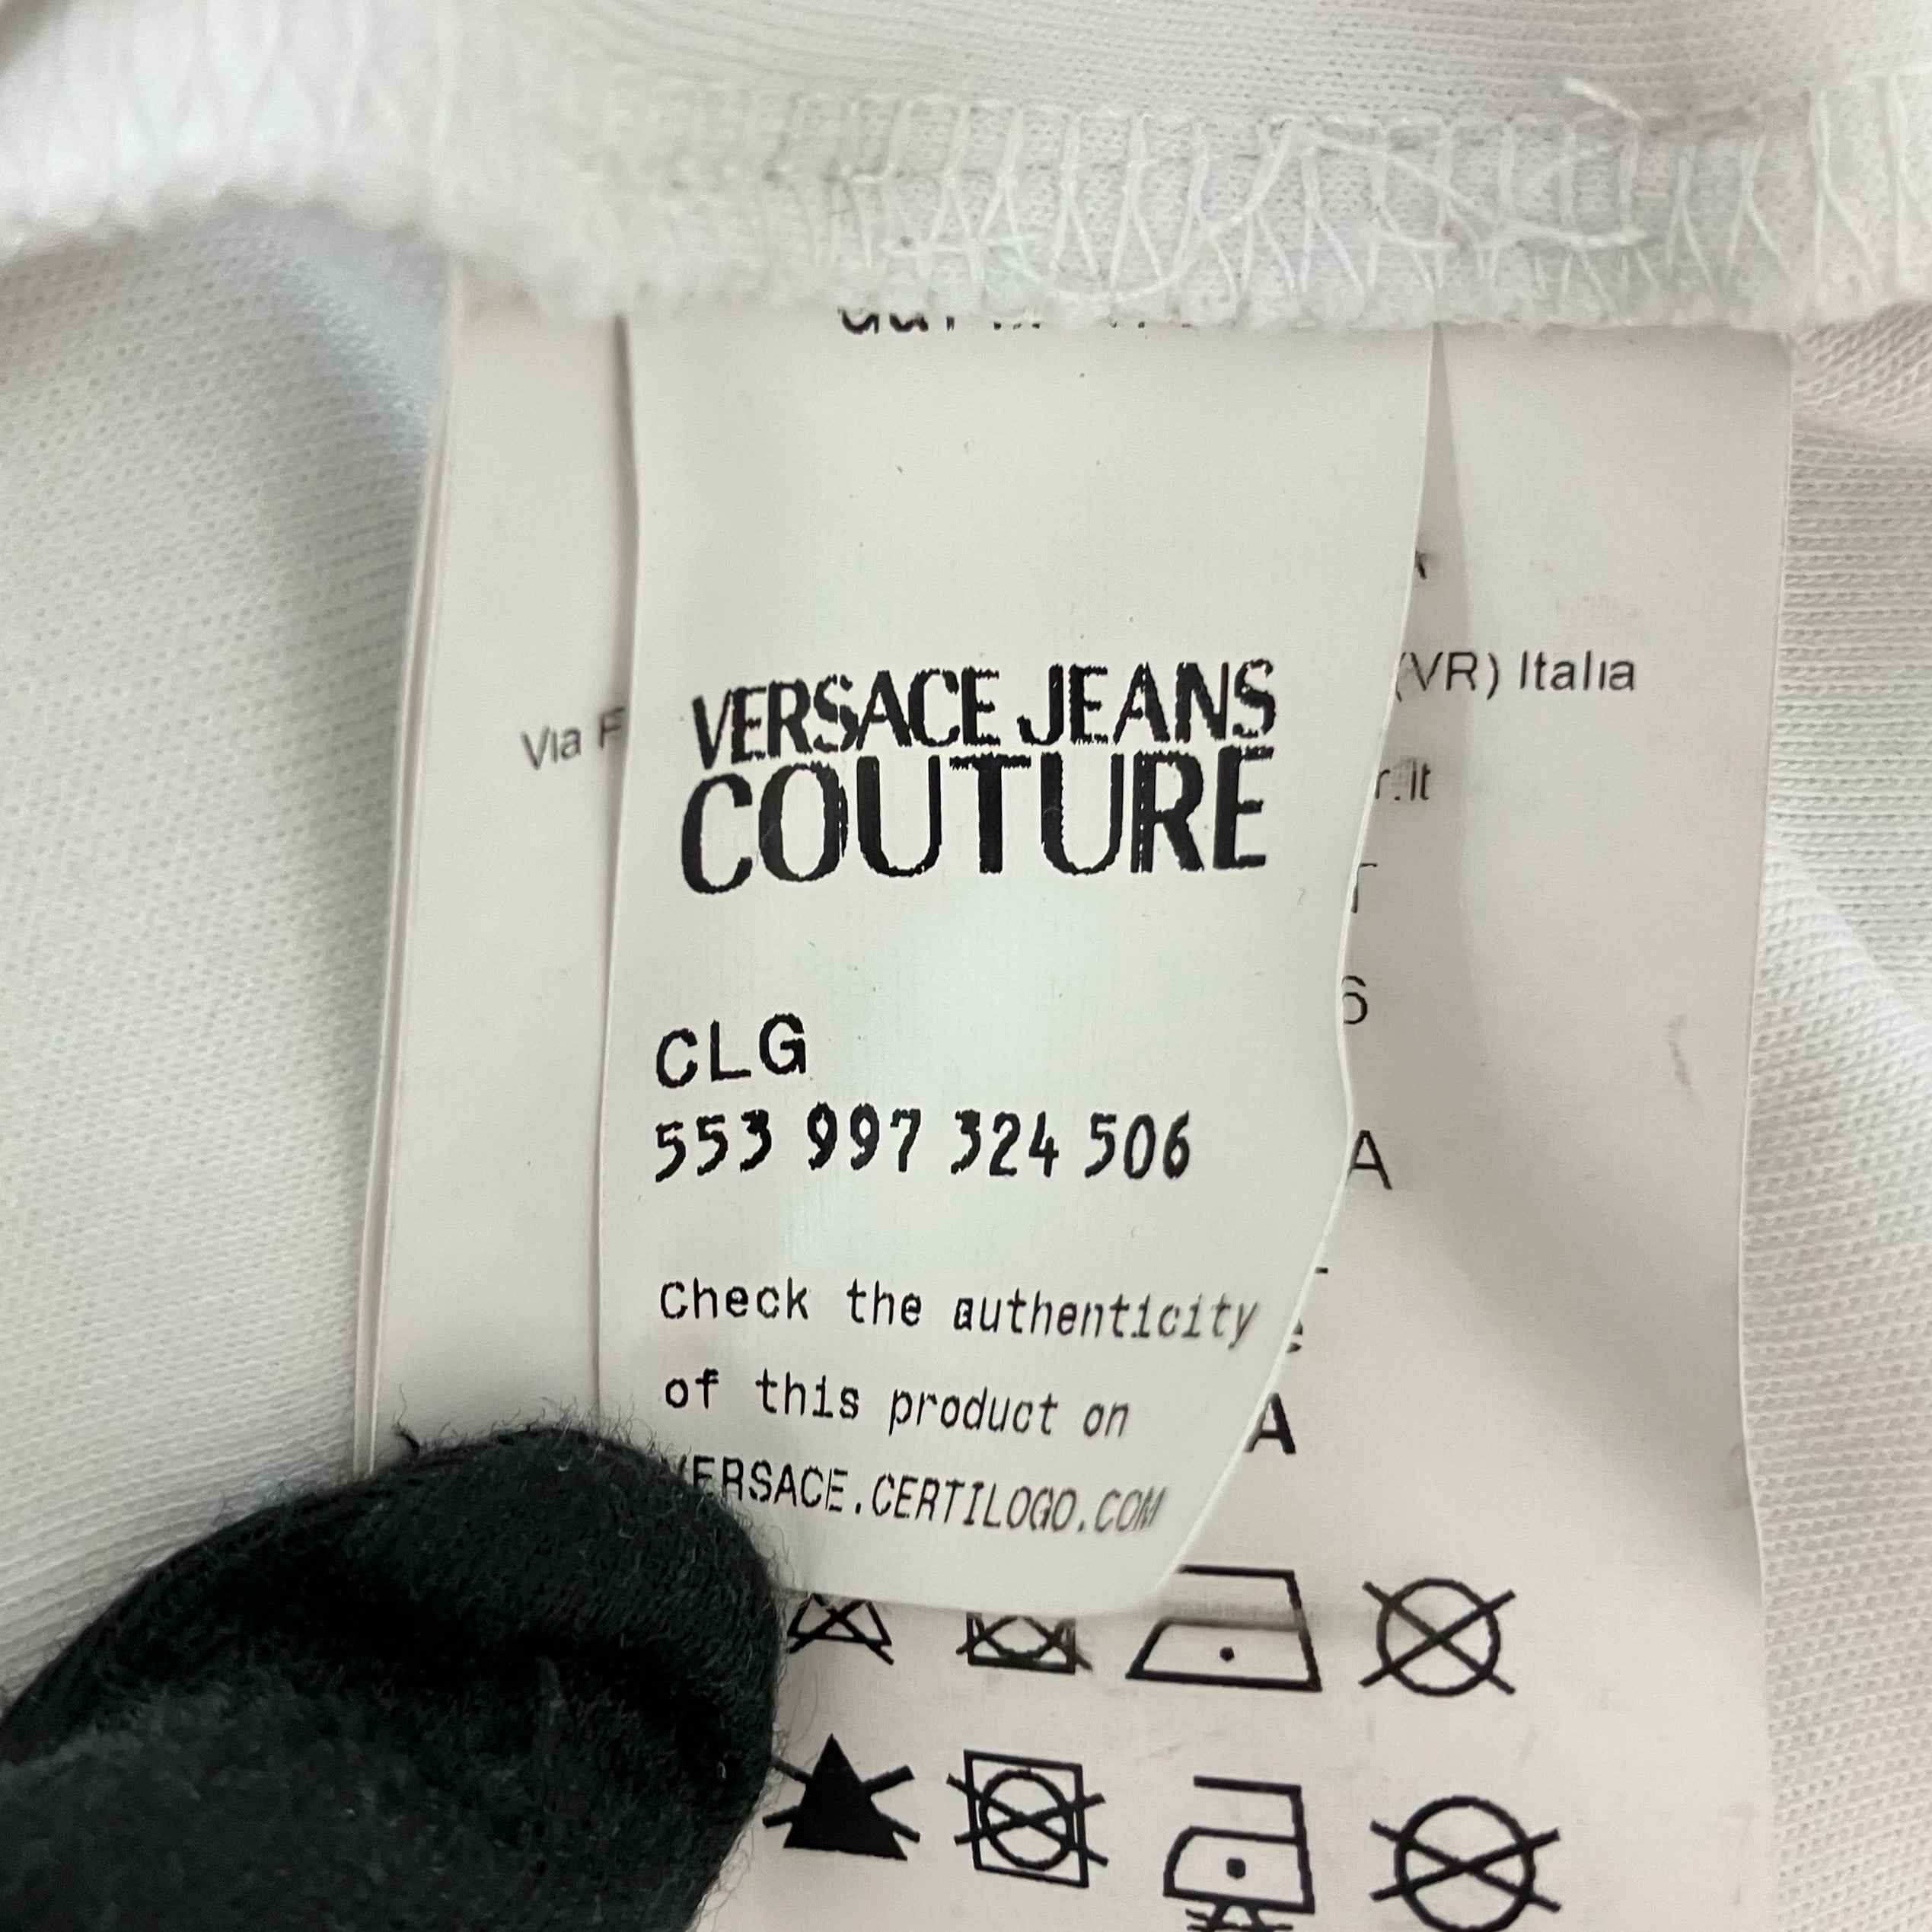 VERSACE JEANS
COUTURE
(VR) Italia
Via
CLG
553 997 324 506
A
Check the authenticity
of this product on
A
VERSACE.CERTILOGO.COM